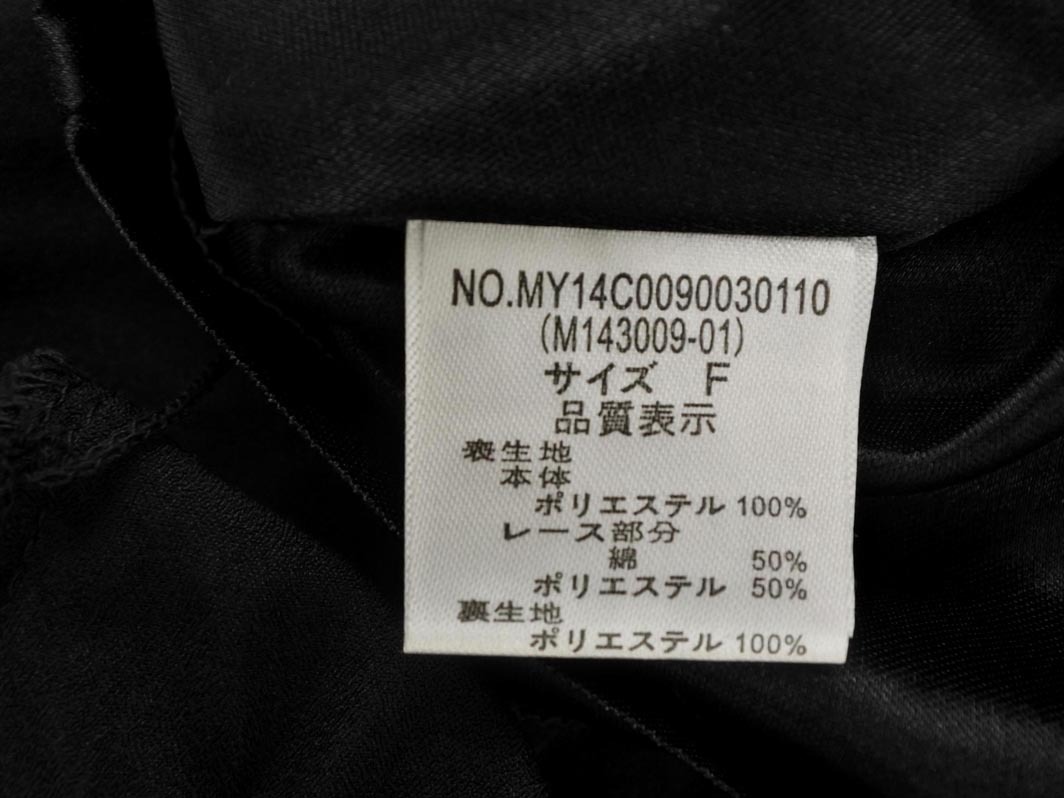 NO.MY14C0090030110
(M143009-01)
サイズ F
品質表示
表生地
本体
ポリエステル 100%
レース部分
綿 50%
ポリエステル 50%
裏生地
ポリエステル 100%